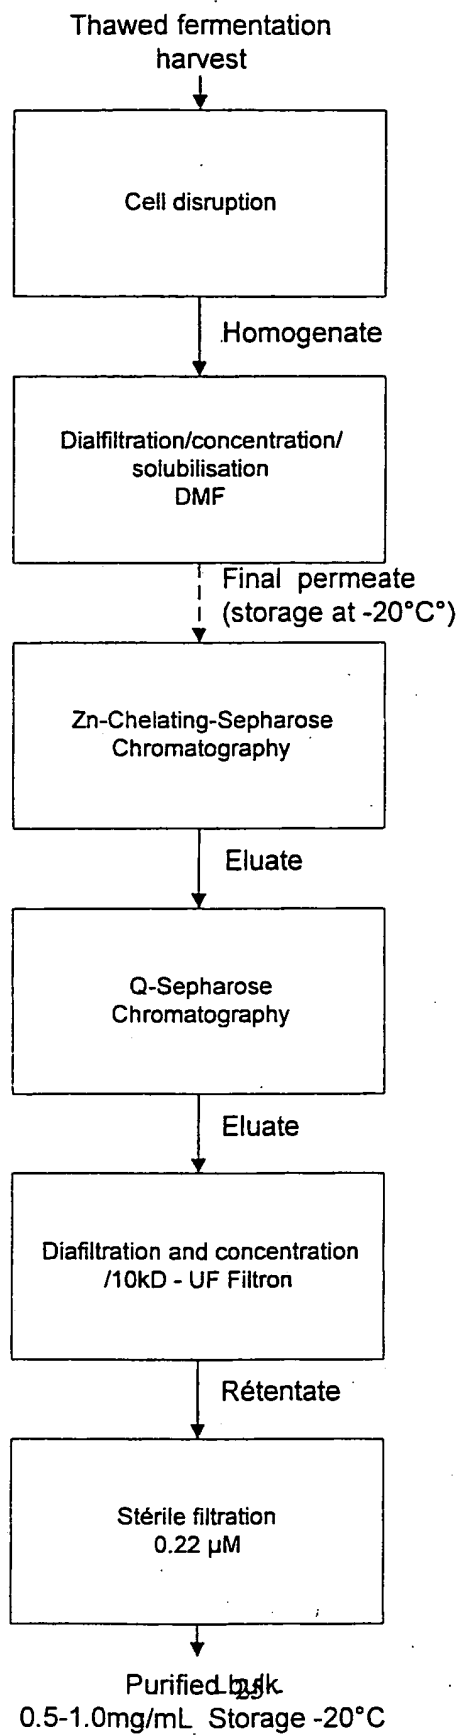 Thawed fermentation
harvest
Cell disruption
Homogenate
Dialfiltration/concentration/
solubilisation
DMF
Final permeate
(storage at -20°C°)
Zn-Chelating-Sepharose
Chromatography
Eluate
Q-Sepharose
Chromatography
Eluate
Diafiltration and concentration
/10kD - UF Filtron
Rétentate
Stérile filtration
0.22 µM
Purified bulk
0.5-1.0mg/mL Storage -20°C